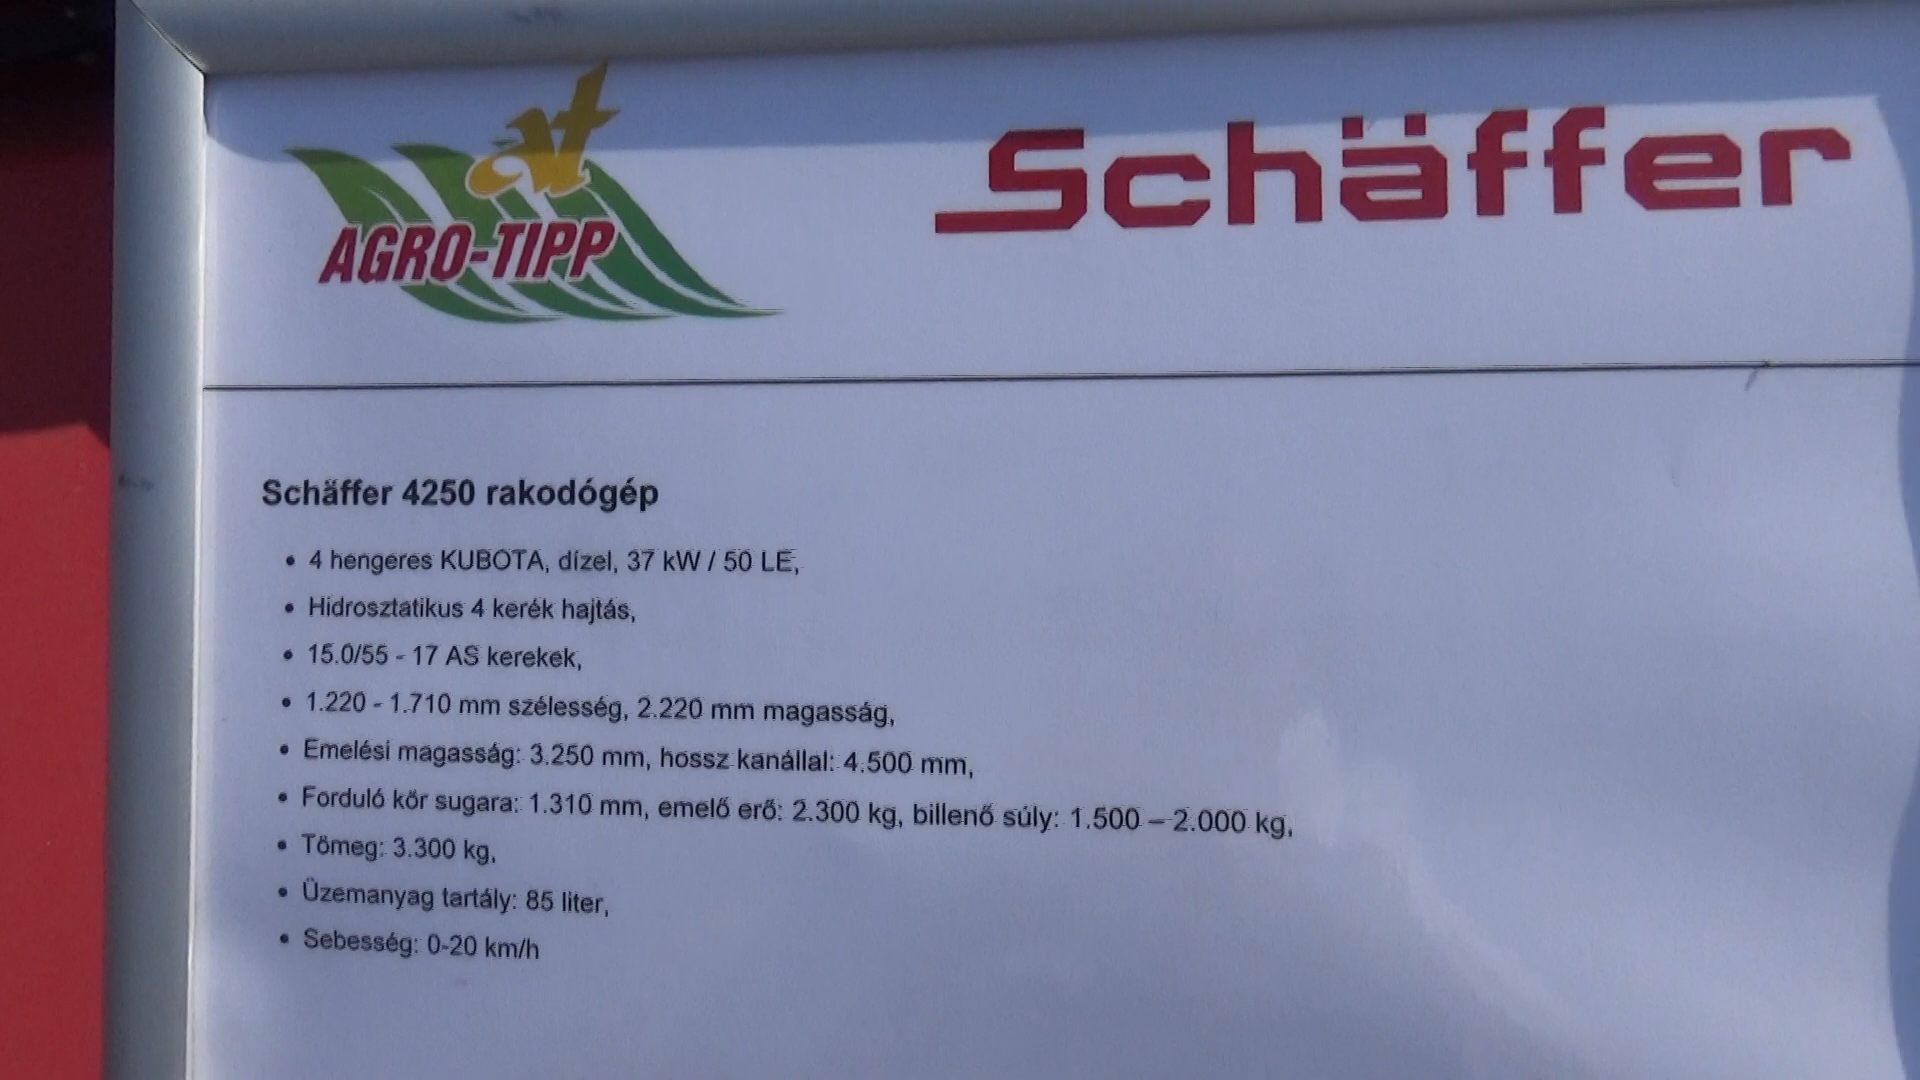 at
AGRO-TIPP
Schäffer
Schäffer 4250 rakodógép
• 4 hengeres KUBOTA, dízel, 37 kW / 50 LE,
• Hidrosztatikus 4 kerék hajtás,
• 15.0/55 - 17 AS kerekek,
• 1.220 - 1.710 mm szélesség, 2.220 mm magasság,
• Emelési magasság: 3.250 mm, hossz kanállal: 4.500 mm,
• Forduló kör sugara: 1.310 mm, emelő erő: 2.300 kg, billenő súly: 1.500 – 2.000 kg,
• Tömeg: 3.300 kg,
• Üzemanyag tartály: 85 liter,
• Sebesség: 0-20 km/h